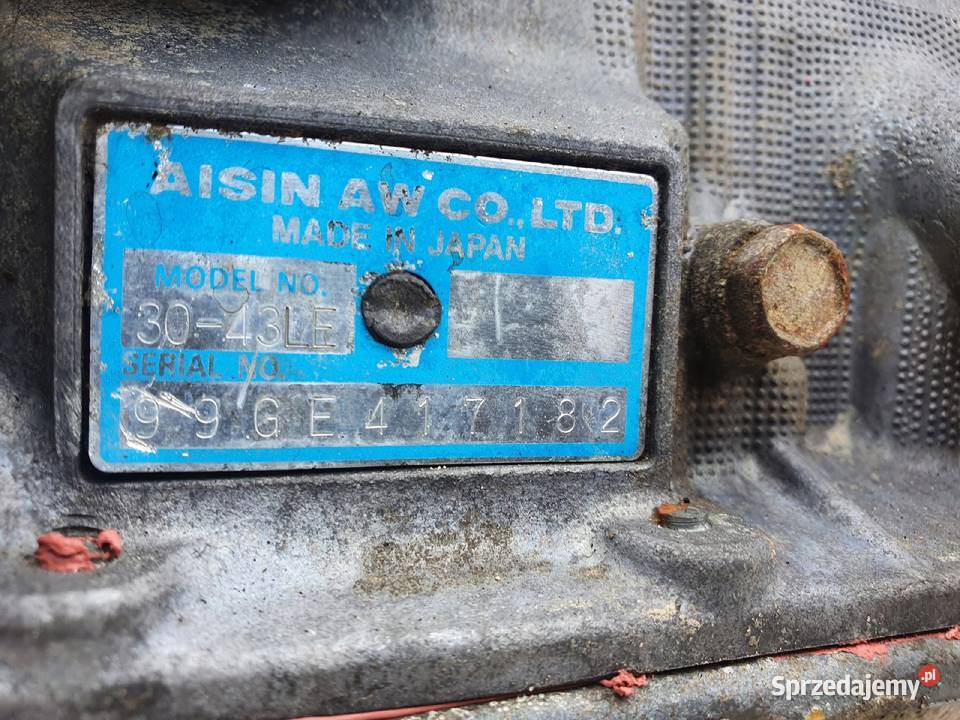 AISIN AW CO., LTD.
MADE IN JAPAN
MODEL NO.
30-43LE
SERIAL NO.
99GE417182
Sprzedajemy.pl